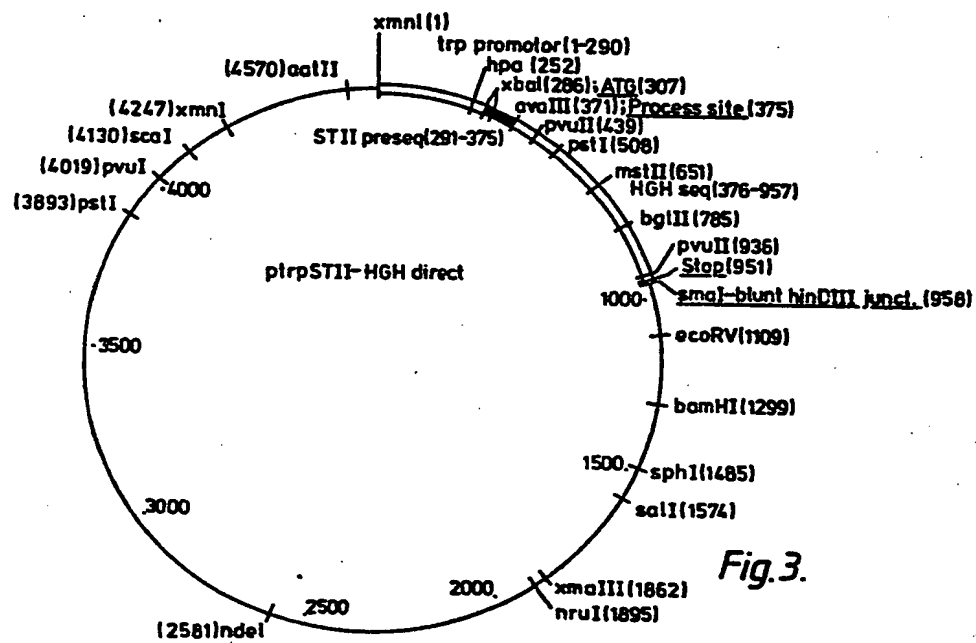 xmnI(1)
trp promotor(1-290)
hpa (252)
xbaI(286);ATG(307)
avaIII(371);Process site(375)
STII preseq(291-375)
pvuII(439)
pstI(508)
mstII(651)
HGH seq(376-957)
bglII(785)
pvuII(936)
Stop(951)
smaI-blunt hinDIII junct.(958)
1000
ecoRV(1109)
bamHI(1299)
1500
sphI(1485)
salI(1574)
xmaIII(1862)
nruI(1895)
2000
2500
(2581)ndeI
3000
3500
(3893)pstI
4000
(4019)pvuI
(4130)scaI
(4247)xmnI
(4570)aatII
ptrpSTII-HGH direct
Fig.3.